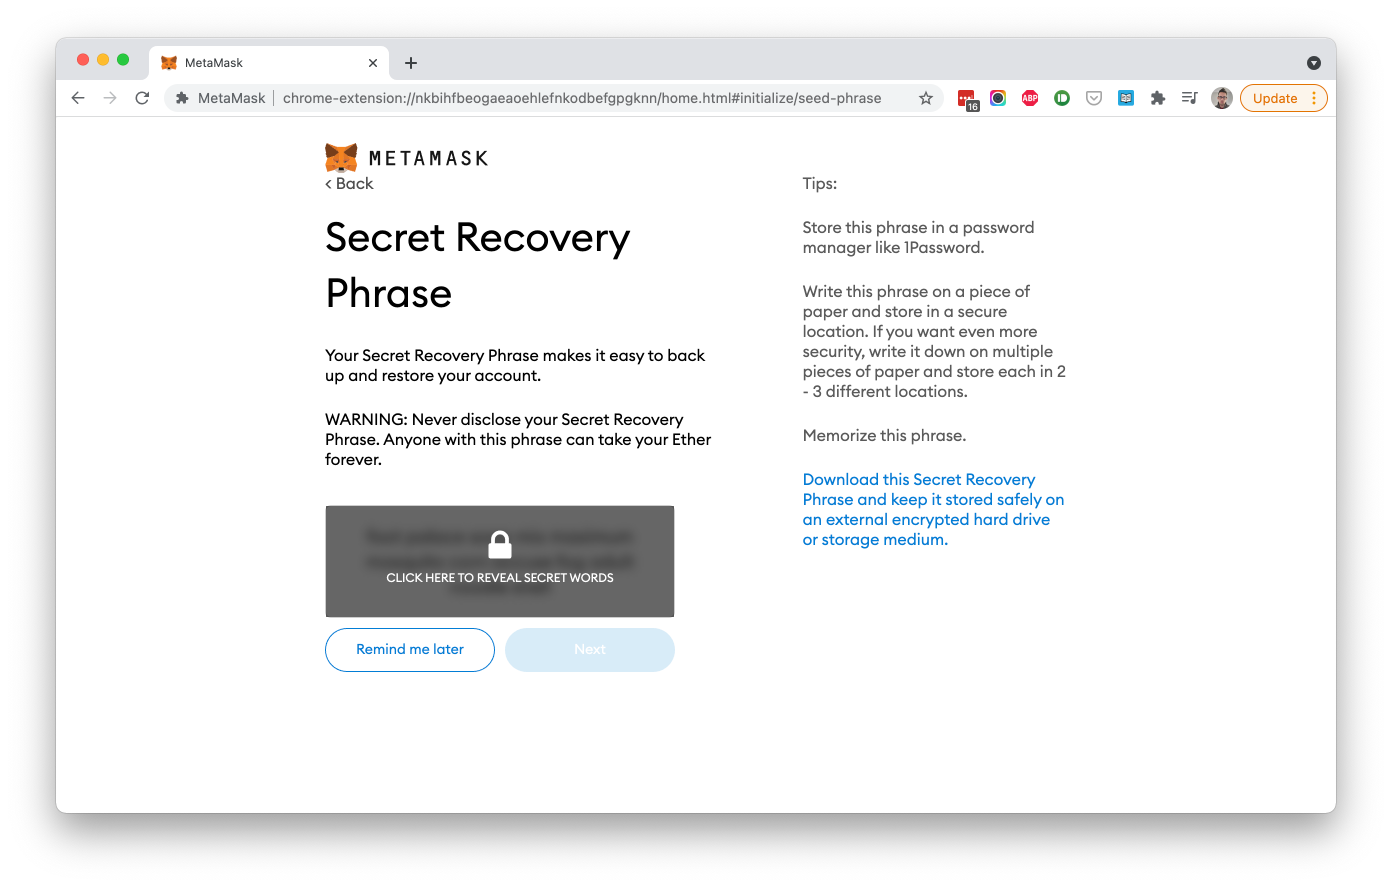 MetaMask
MetaMask
chrome-extension://nkbihfbeogaeaoehlefnkodbefgpgknn/home.html#initialize/seed-phrase
16
ABP
Update
METAMASK
< Back
Secret Recovery
Phrase
Your Secret Recovery Phrase makes it easy to back
up and restore your account.
WARNING: Never disclose your Secret Recovery
Phrase. Anyone with this phrase can take your Ether
forever.
CLICK HERE TO REVEAL SECRET WORDS
Remind me later
Next
Tips:
Store this phrase in a password
manager like 1Password.
Write this phrase on a piece of
paper and store in a secure
location. If you want even more
security, write it down on multiple
pieces of paper and store each in 2
- 3 different locations.
Memorize this phrase.
Download this Secret Recovery
Phrase and keep it stored safely on
an external encrypted hard drive
or storage medium.